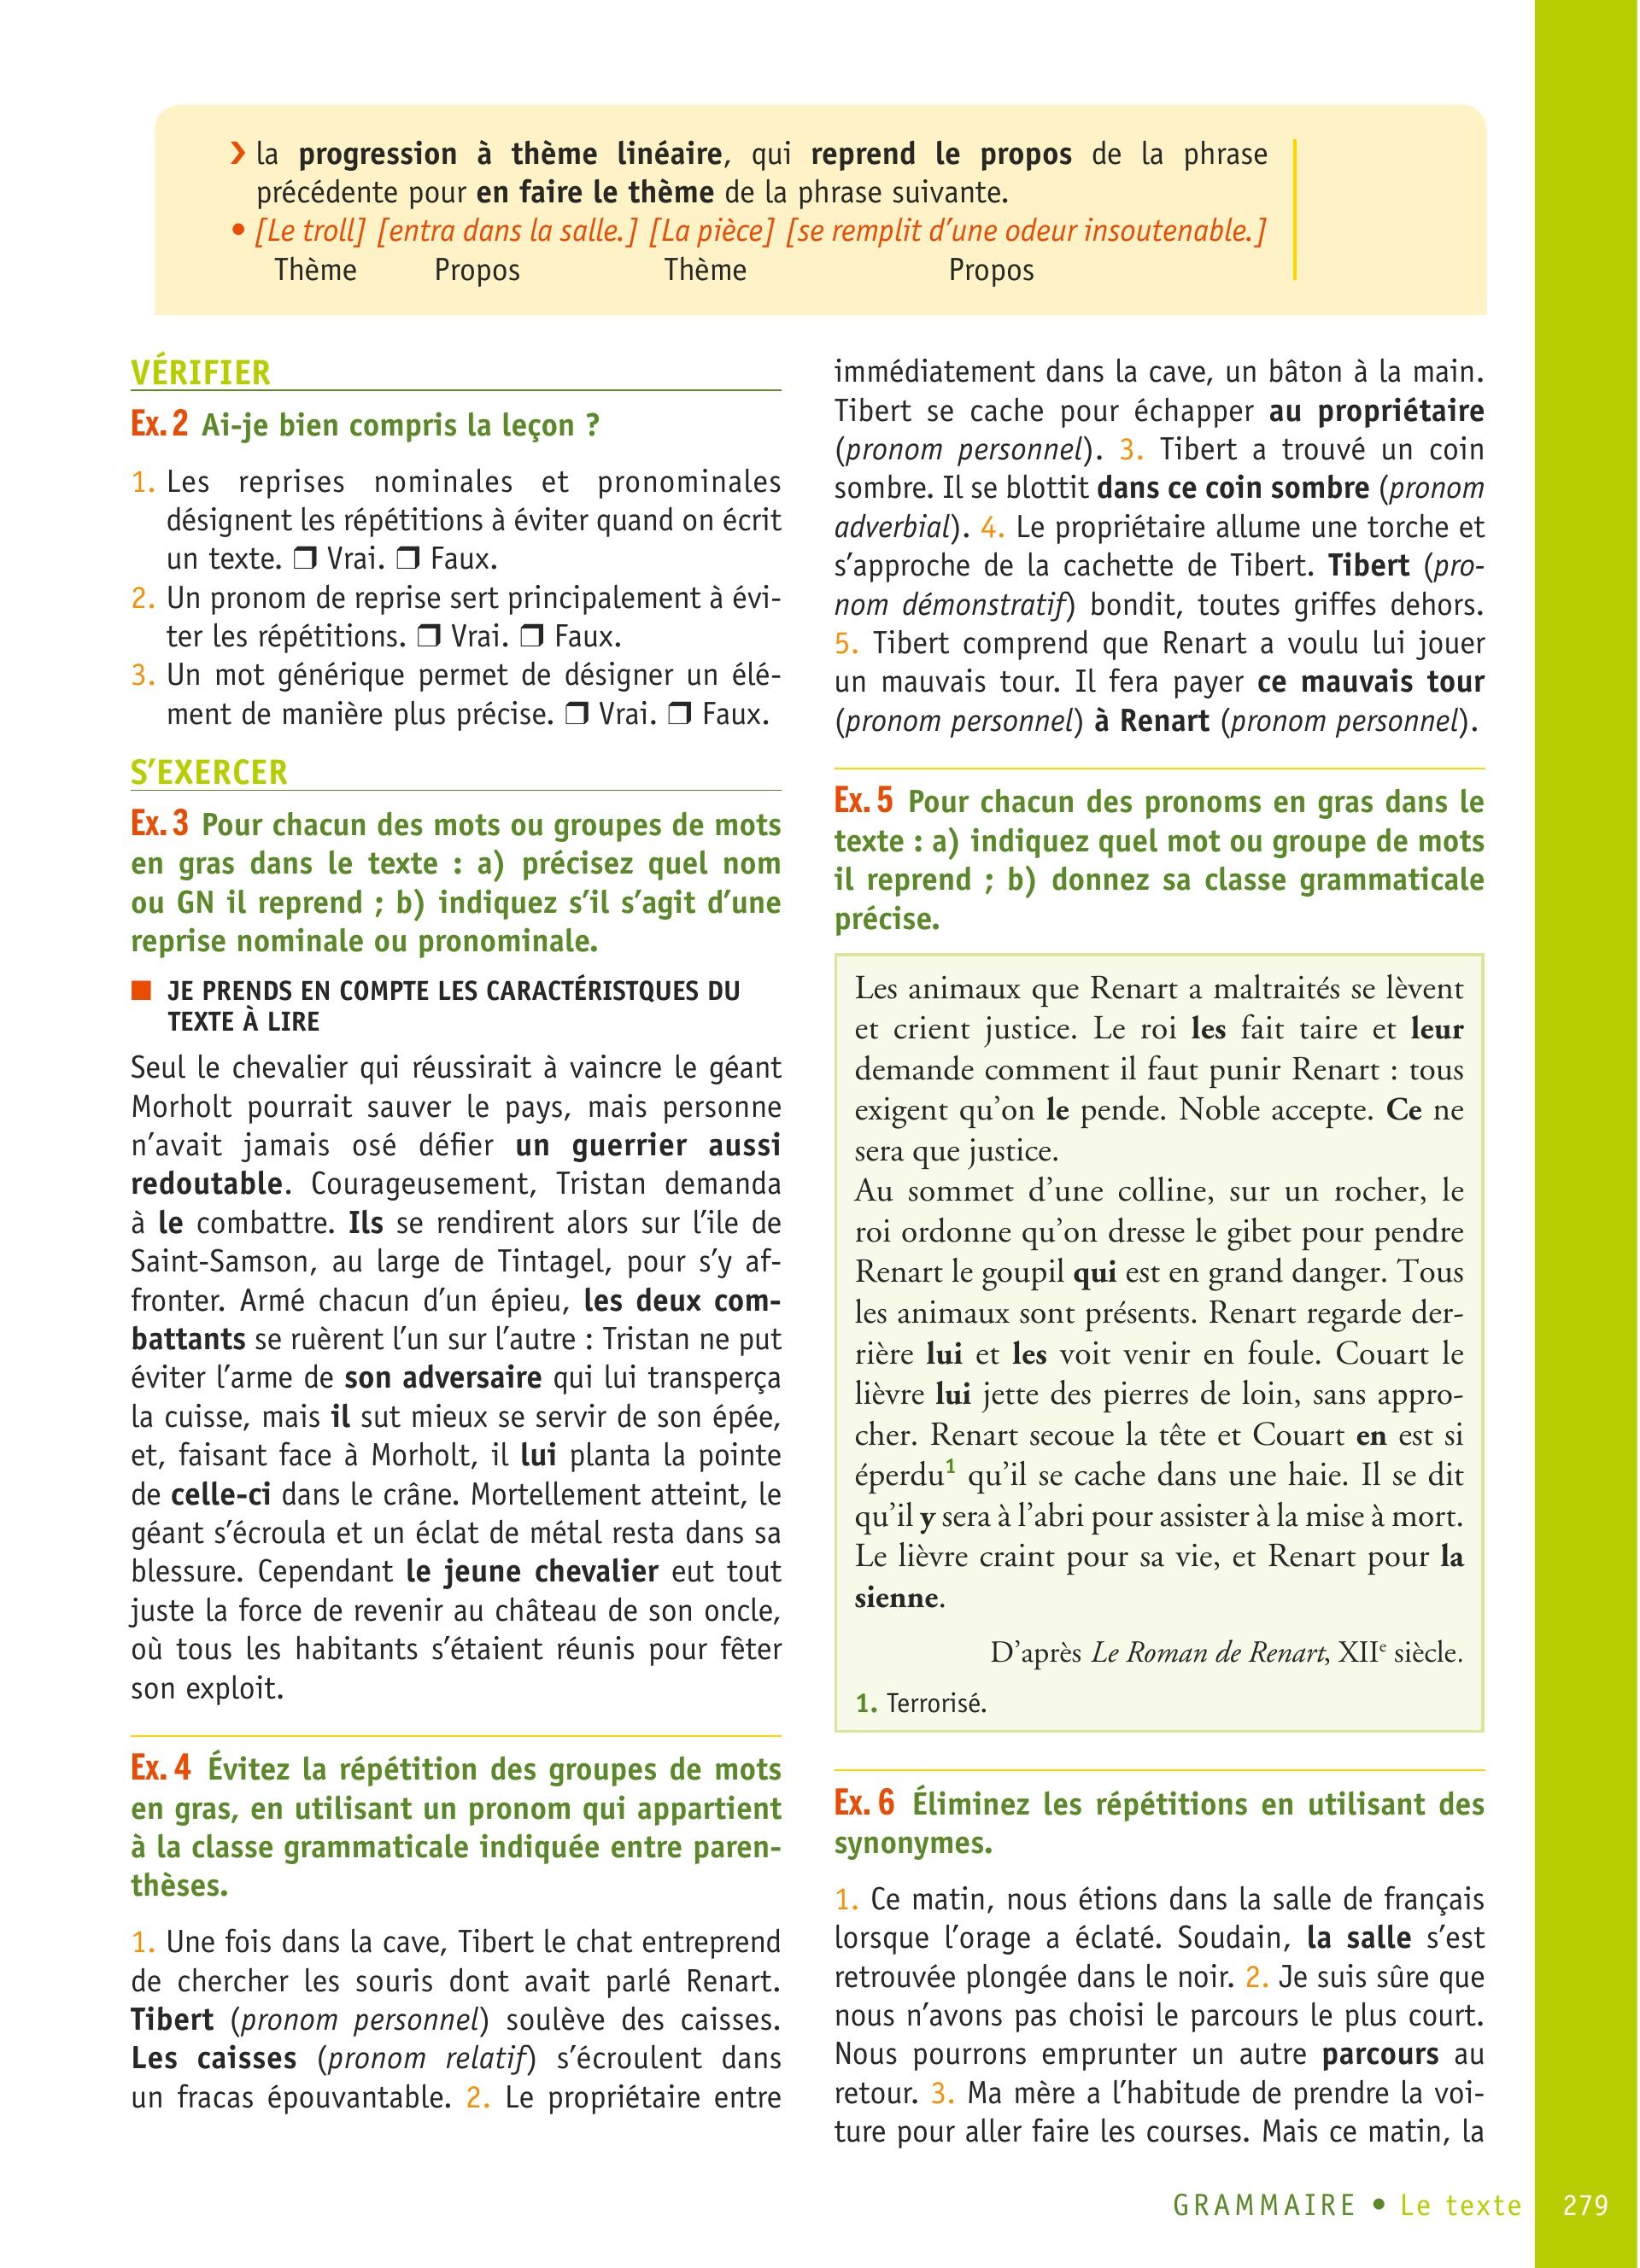 › la progression à thème linéaire, qui reprend le propos de la phrase
précédente pour en faire le thème de la phrase suivante.
• [Le troll] [entra dans la salle.] [La pièce] [se remplit d’une odeur insoutenable.]
Thème Propos Thème Propos
VÉRIFIER
Ex. 2 Ai-je bien compris la leçon ?
1. Les reprises nominales et pronominales
désignent les répétitions à éviter quand on écrit
un texte. ❒ Vrai. ❒ Faux.
2. Un pronom de reprise sert principalement à évi-
ter les répétitions. ❒ Vrai. ❒ Faux.
3. Un mot générique permet de désigner un élé-
ment de manière plus précise. ❒ Vrai. ❒ Faux.
S’EXERCER
Ex. 3 Pour chacun des mots ou groupes de mots
en gras dans le texte : a) précisez quel nom
ou GN il reprend ; b) indiquez s’il s’agit d’une
reprise nominale ou pronominale.
■ JE PRENDS EN COMPTE LES CARACTÉRISTQUES DU
TEXTE À LIRE
Seul le chevalier qui réussirait à vaincre le géant
Morholt pourrait sauver le pays, mais personne
n’avait jamais osé défier un guerrier aussi
redoutable. Courageusement, Tristan demanda
à le combattre. Ils se rendirent alors sur l’ile de
Saint-Samson, au large de Tintagel, pour s’y af-
fronter. Armé chacun d’un épieu, les deux com-
battants se ruèrent l’un sur l’autre : Tristan ne put
éviter l’arme de son adversaire qui lui transperça
la cuisse, mais il sut mieux se servir de son épée,
et, faisant face à Morholt, il lui planta la pointe
de celle-ci dans le crâne. Mortellement atteint, le
géant s’écroula et un éclat de métal resta dans sa
blessure. Cependant le jeune chevalier eut tout
juste la force de revenir au château de son oncle,
où tous les habitants s’étaient réunis pour fêter
son exploit.
Ex. 4 Évitez la répétition des groupes de mots
en gras, en utilisant un pronom qui appartient
à la classe grammaticale indiquée entre paren-
thèses.
1. Une fois dans la cave, Tibert le chat entreprend
de chercher les souris dont avait parlé Renart.
Tibert (pronom personnel) soulève des caisses.
Les caisses (pronom relatif) s’écroulent dans
un fracas épouvantable. 2. Le propriétaire entre
immédiatement dans la cave, un bâton à la main.
Tibert se cache pour échapper au propriétaire
(pronom personnel). 3. Tibert a trouvé un coin
sombre. Il se blottit dans ce coin sombre (pronom
adverbial). 4. Le propriétaire allume une torche et
s’approche de la cachette de Tibert. Tibert (pro-
nom démonstratif) bondit, toutes griffes dehors.
5. Tibert comprend que Renart a voulu lui jouer
un mauvais tour. Il fera payer ce mauvais tour
(pronom personnel) à Renart (pronom personnel).
Ex. 5 Pour chacun des pronoms en gras dans le
texte : a) indiquez quel mot ou groupe de mots
il reprend ; b) donnez sa classe grammaticale
précise.
Les animaux que Renart a maltraités se lèvent
et crient justice. Le roi les fait taire et leur
demande comment il faut punir Renart : tous
exigent qu’on le pende. Noble accepte. Ce ne
sera que justice.
Au sommet d’une colline, sur un rocher, le
roi ordonne qu’on dresse le gibet pour pendre
Renart le goupil qui est en grand danger. Tous
les animaux sont présents. Renart regarde der-
rière lui et les voit venir en foule. Couart le
lièvre lui jette des pierres de loin, sans appro-
cher. Renart secoue la tête et Couart en est si
éperdu¹ qu’il se cache dans une haie. Il se dit
qu’il y sera à l’abri pour assister à la mise à mort.
Le lièvre craint pour sa vie, et Renart pour la
sienne.
D’après Le Roman de Renart, XIIe siècle.
1. Terrorisé.
Ex. 6 Éliminez les répétitions en utilisant des
synonymes.
1. Ce matin, nous étions dans la salle de français
lorsque l’orage a éclaté. Soudain, la salle s’est
retrouvée plongée dans le noir. 2. Je suis sûre que
nous n’avons pas choisi le parcours le plus court.
Nous pourrons emprunter un autre parcours au
retour. 3. Ma mère a l’habitude de prendre la voi-
ture pour aller faire les courses. Mais ce matin, la
GRAMMAIRE • Le texte 279